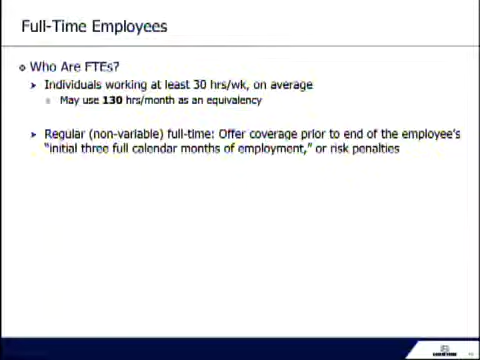 Full-Time Employees
Who Are FTEs?
Individuals working at least 30 hrs/wk, on average
May use 130 hrs/month as an equivalency
Regular (non-variable) full-time: Offer coverage prior to end of the employee's
"initial three full calendar months of employment," or risk penalties